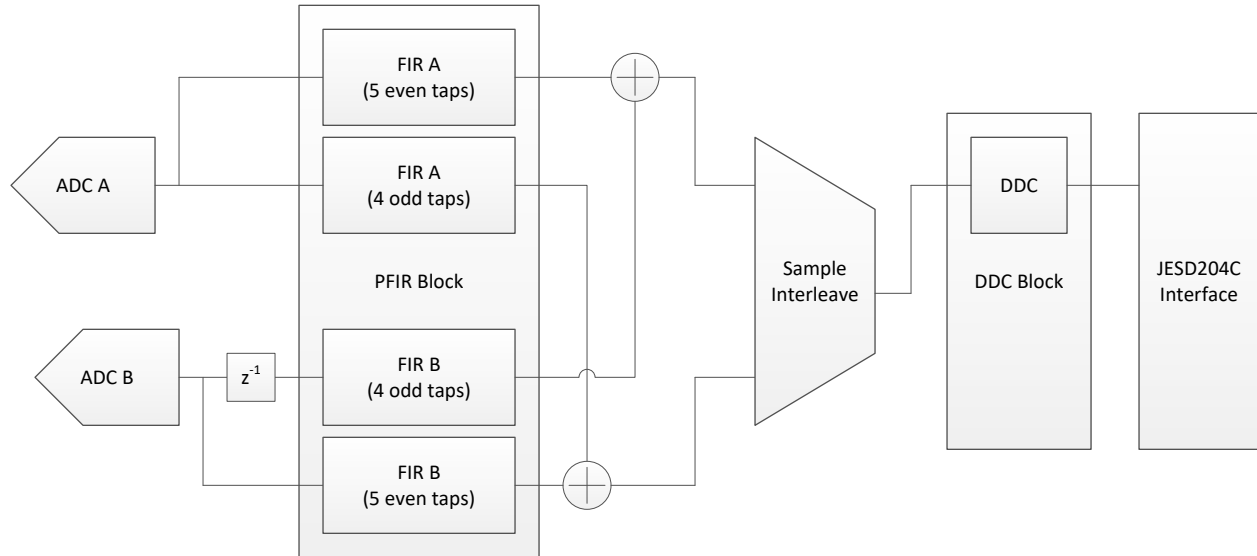 FIR A
(5 even taps)
ADC A
FIR A
(4 odd taps)
PFIR Block
ADC B
z-1
FIR B
(4 odd taps)
FIR B
(5 even taps)
Sample
Interleave
DDC
DDC Block
JESD204C
Interface